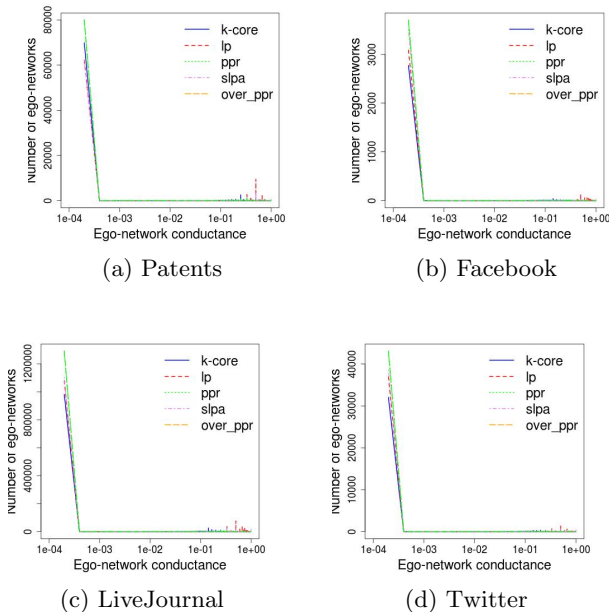 Number of ego-networks
80000
60000
40000
20000
0
k-core
lp
ppr
slpa
over_ppr
1e-04 1e-03 1e-02 1e-01 1e+00
Ego-network conductance
(a) Patents
Number of ego-networks
3000
2000
1000
0
k-core
lp
ppr
slpa
over_ppr
1e-04 1e-03 1e-02 1e-01 1e+00
Ego-network conductance
(b) Facebook
Number of ego-networks
1200000
800000
400000
0
k-core
lp
ppr
slpa
over_ppr
1e-04 1e-03 1e-02 1e-01 1e+00
Ego-network conductance
(c) LiveJournal
Number of ego-networks
40000
30000
20000
10000
0
k-core
lp
ppr
slpa
over_ppr
1e-04 1e-03 1e-02 1e-01 1e+00
Ego-network conductance
(d) Twitter